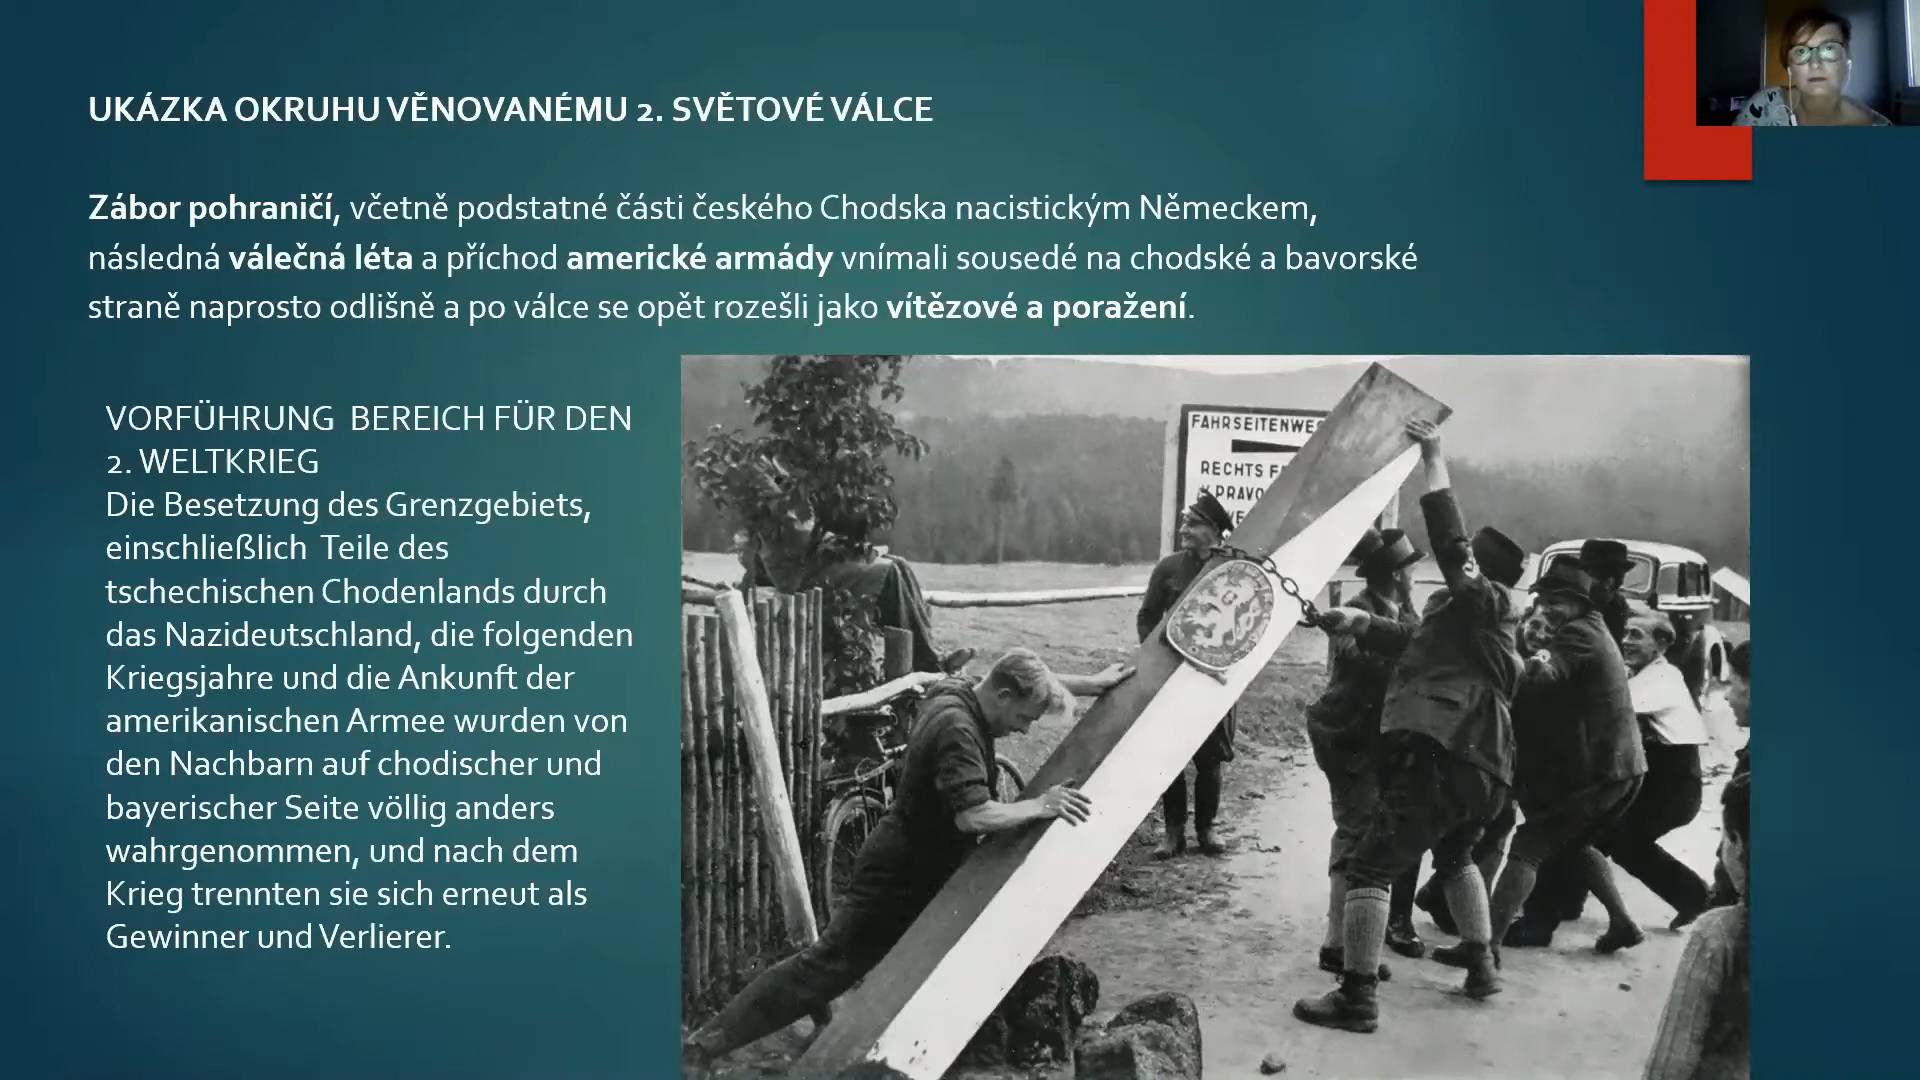 UKÁZKA OKRUHU VĚNOVANÉMU 2. SVĚTOVÉ VÁLCE
Zábor pohraničí, včetně podstatné části českého Chodska nacistickým Německem,
následná válečná léta a příchod americké armády vnímali sousedé na chodské a bavorské
straně naprosto odlišně a po válce se opět rozešli jako vítězové a poražení.
VORFÜHRUNG BEREICH FÜR DEN
2. WELTKRIEG
Die Besetzung des Grenzgebiets,
einschließlich Teile des
tschechischen Chodenlands durch
das Nazideutschland, die folgenden
Kriegsjahre und die Ankunft der
amerikanischen Armee wurden von
den Nachbarn auf chodischer und
bayerischer Seite völlig anders
wahrgenommen, und nach dem
Krieg trennten sie sich erneut als
Gewinner und Verlierer.
FAHRSEITENWE
RECHTS F